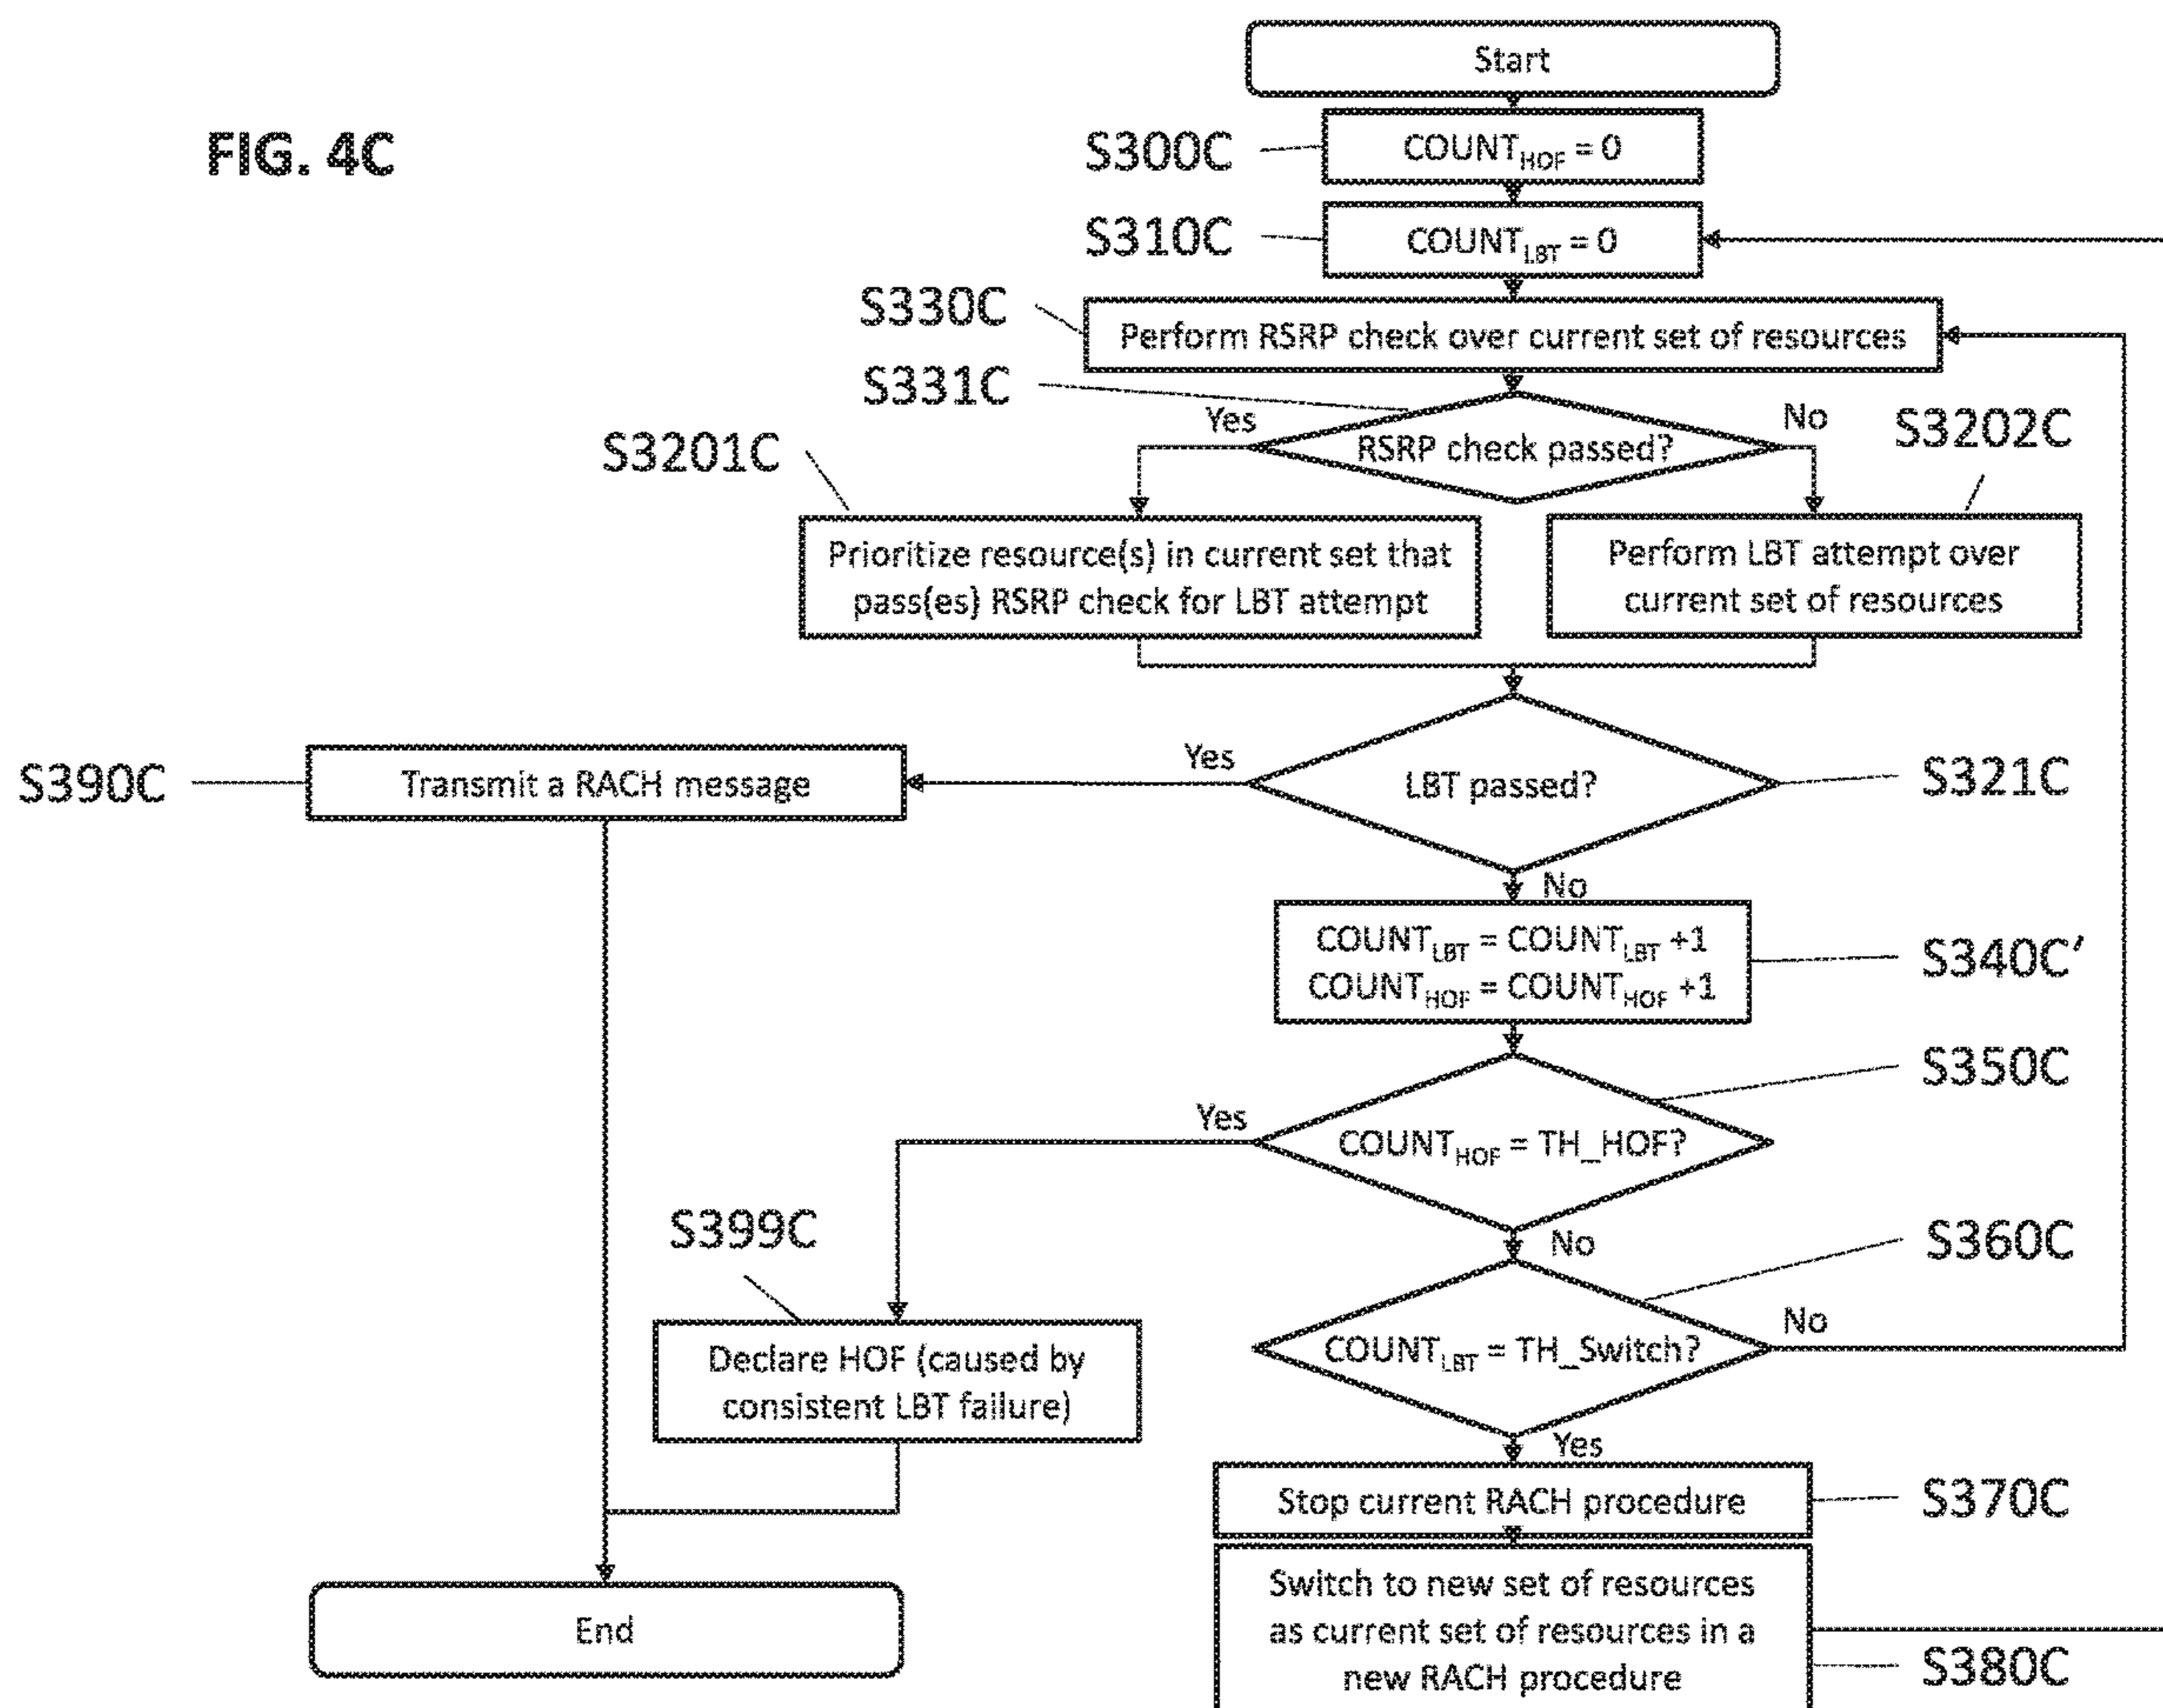 Start
FIG. 4C
S300C
COUNT_HOF = 0
S310C
COUNT_LBT = 0
S330C
Perform RSRP check over current set of resources
S331C
Yes
RSRP check passed?
No
S3201C
S3202C
Prioritize resource(s) in current set that
pass(es) RSRP check for LBT attempt
Perform LBT attempt over
current set of resources
S390C
Transmit a RACH message
Yes
LBT passed?
S321C
No
COUNT_LBT = COUNT_LBT +1
COUNT_HOF = COUNT_HOF +1
S340C’
S350C
Yes
COUNT_HOF = TH_HOF?
No
S399C
S360C
Declare HOF (caused by
consistent LBT failure)
COUNT_LBT = TH_Switch?
No
Yes
Stop current RACH procedure
S370C
Switch to new set of resources
as current set of resources in a
new RACH procedure
S380C
End